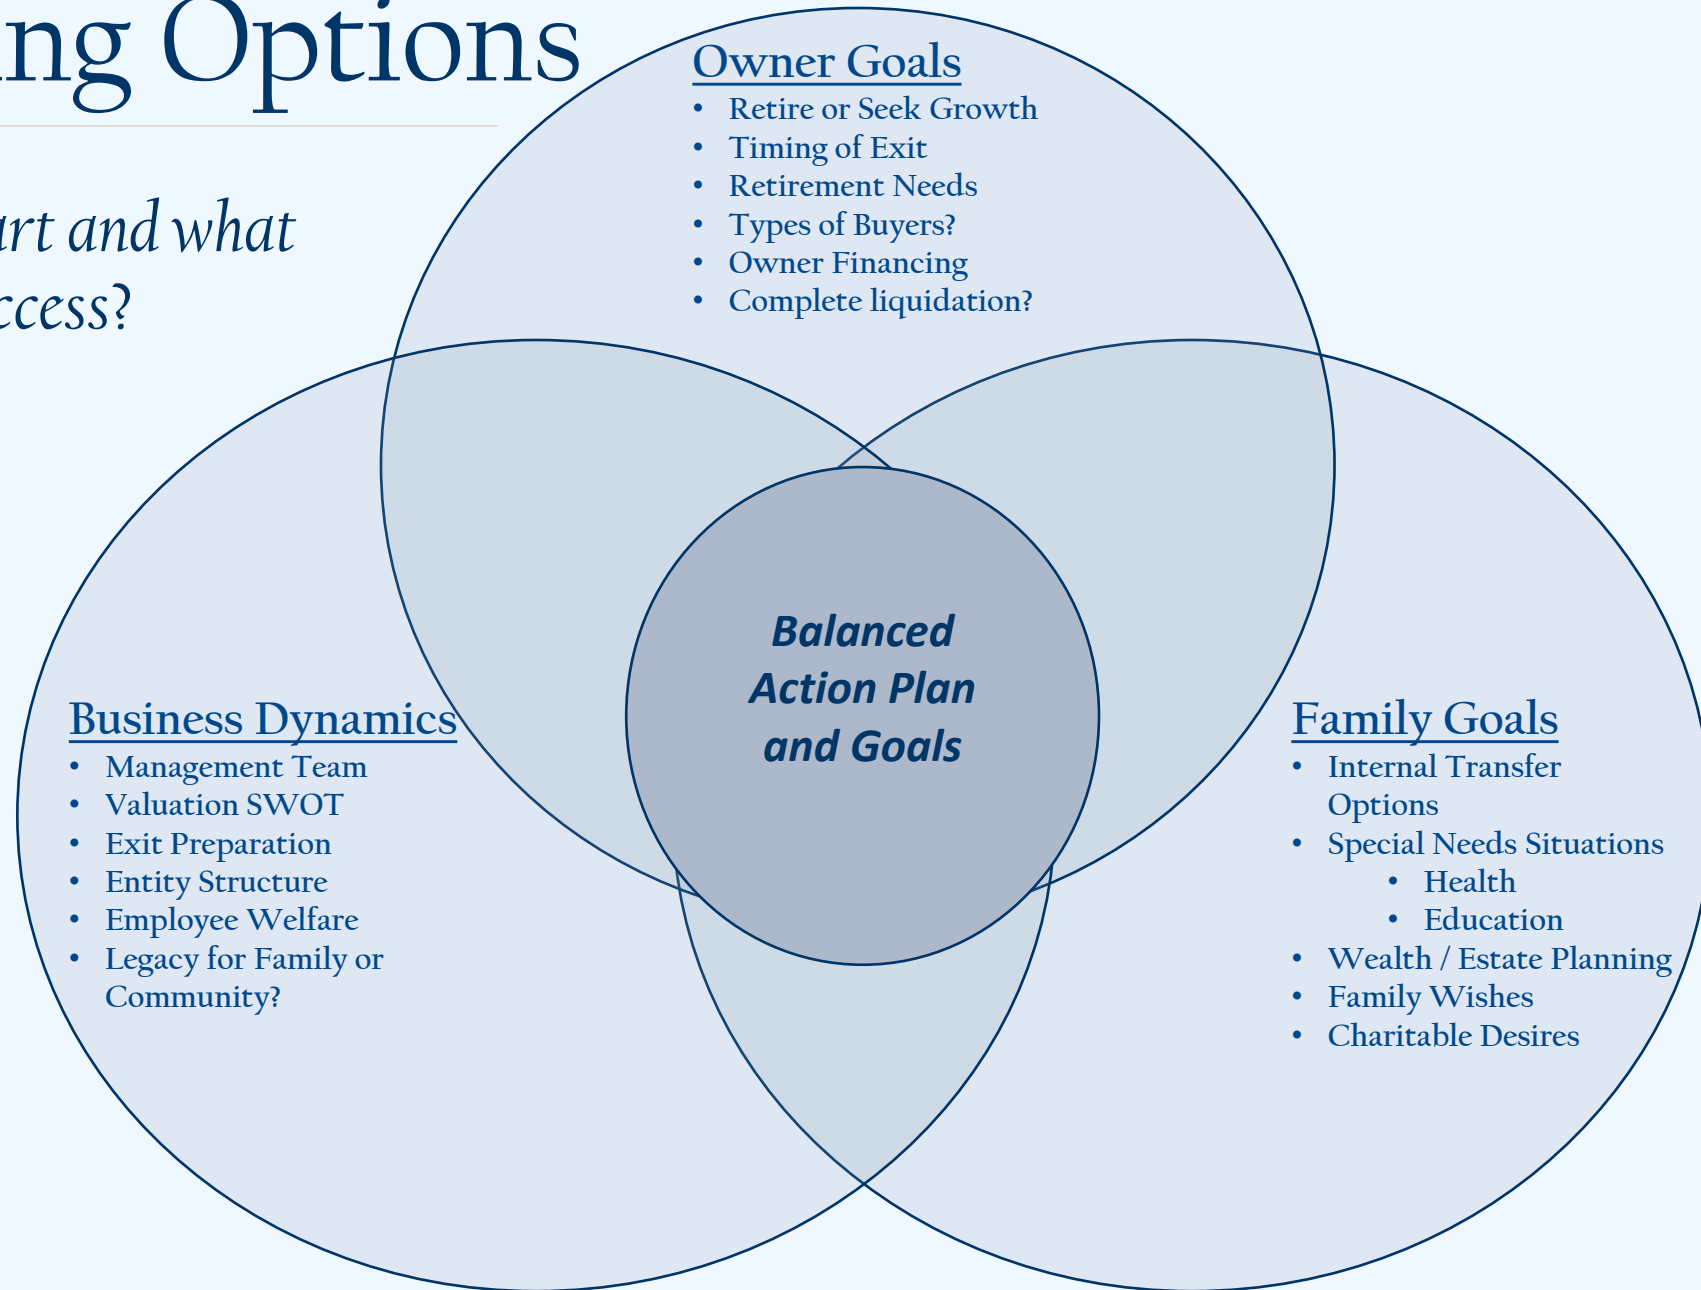 ng Options
art and what
ccess?
Owner Goals
• Retire or Seek Growth
• Timing of Exit
• Retirement Needs
• Types of Buyers?
• Owner Financing
• Complete liquidation?
Balanced
Action Plan
and Goals
Business Dynamics
• Management Team
• Valuation SWOT
• Exit Preparation
• Entity Structure
• Employee Welfare
• Legacy for Family or
Community?
Family Goals
• Internal Transfer
Options
• Special Needs Situations
• Health
• Education
• Wealth / Estate Planning
• Family Wishes
• Charitable Desires